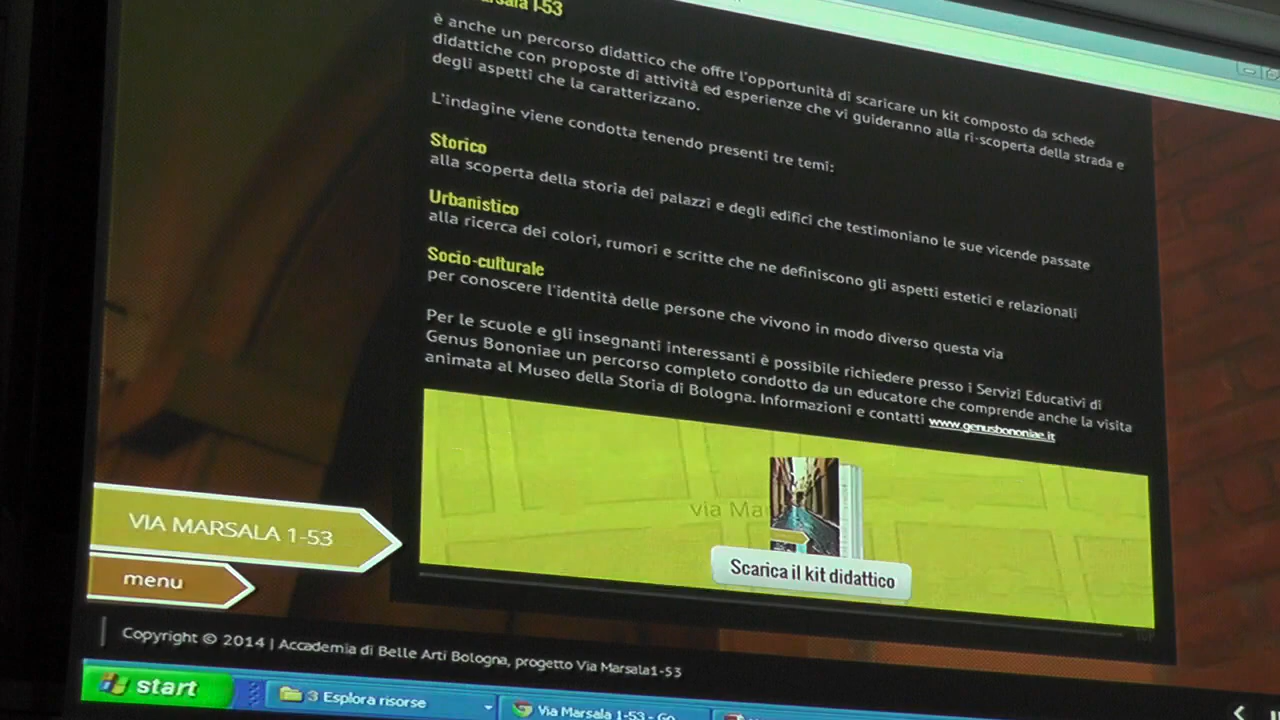 Marsala 1-53
è anche un percorso didattico che offre l'opportunità di scaricare un kit composto da schede
didattiche con proposte di attività ed esperienze che vi guideranno alla ri-scoperta della strada e
degli aspetti che la caratterizzano.
L'indagine viene condotta tenendo presenti tre temi:
Storico
alla scoperta della storia dei palazzi e degli edifici che testimoniano le sue vicende passate
Urbanistico
alla ricerca dei colori, rumori e scritte che ne definiscono gli aspetti estetici e relazionali
Socio-culturale
per conoscere l'identità delle persone che vivono in modo diverso questa via
Per le scuole e gli insegnanti interessanti è possibile richiedere presso i Servizi Educativi di
Genus Bononiae un percorso completo condotto da un educatore che comprende anche la visita
animata al Museo della Storia di Bologna. Informazioni e contatti www.genusbononiae.it
via Ma
Scarica il kit didattico
VIA MARSALA 1-53
menu
Copyright © 2014 | Accademia di Belle Arti Bologna, progetto Via Marsala1-53
start
3 Esplora risorse
Via Marsala 1-53 - Go